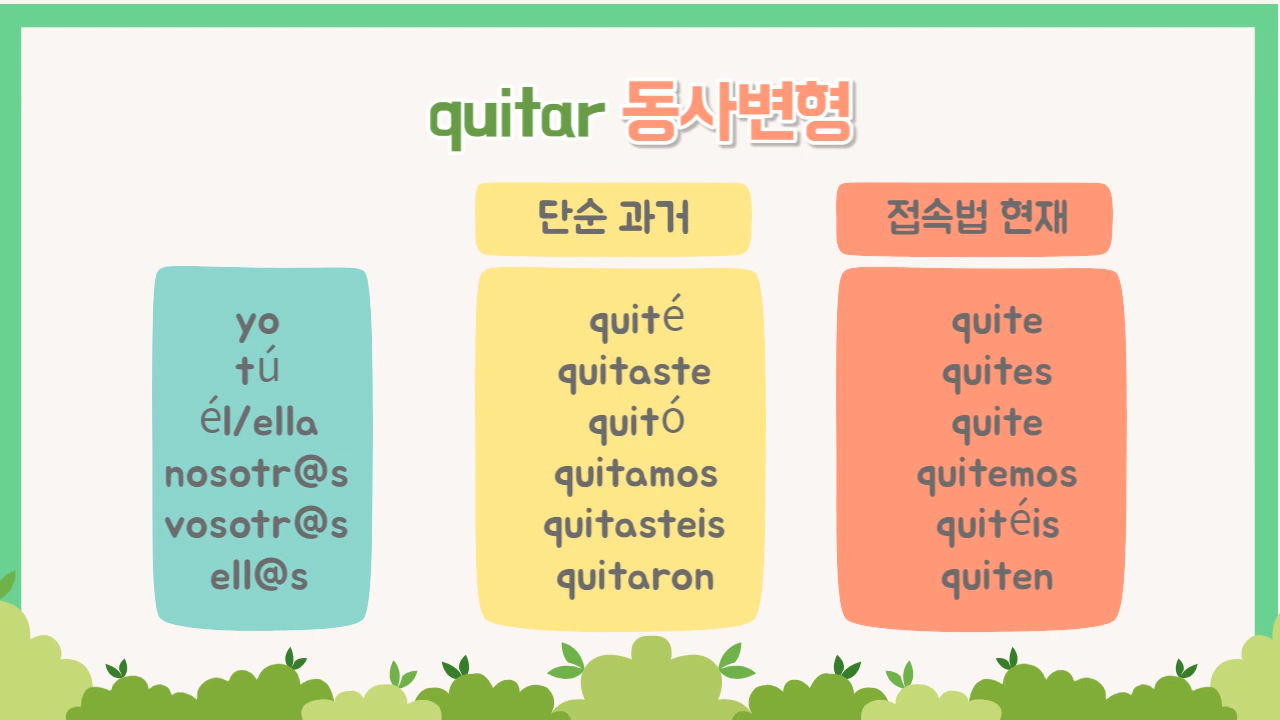 quitar 동사변형
단순 과거
접속법 현재
yo
tú
él/ella
nosotr@s
vosotr@s
ell@s
quité
quitaste
quitó
quitamos
quitasteis
quitaron
quite
quites
quite
quitemos
quitéis
quiten